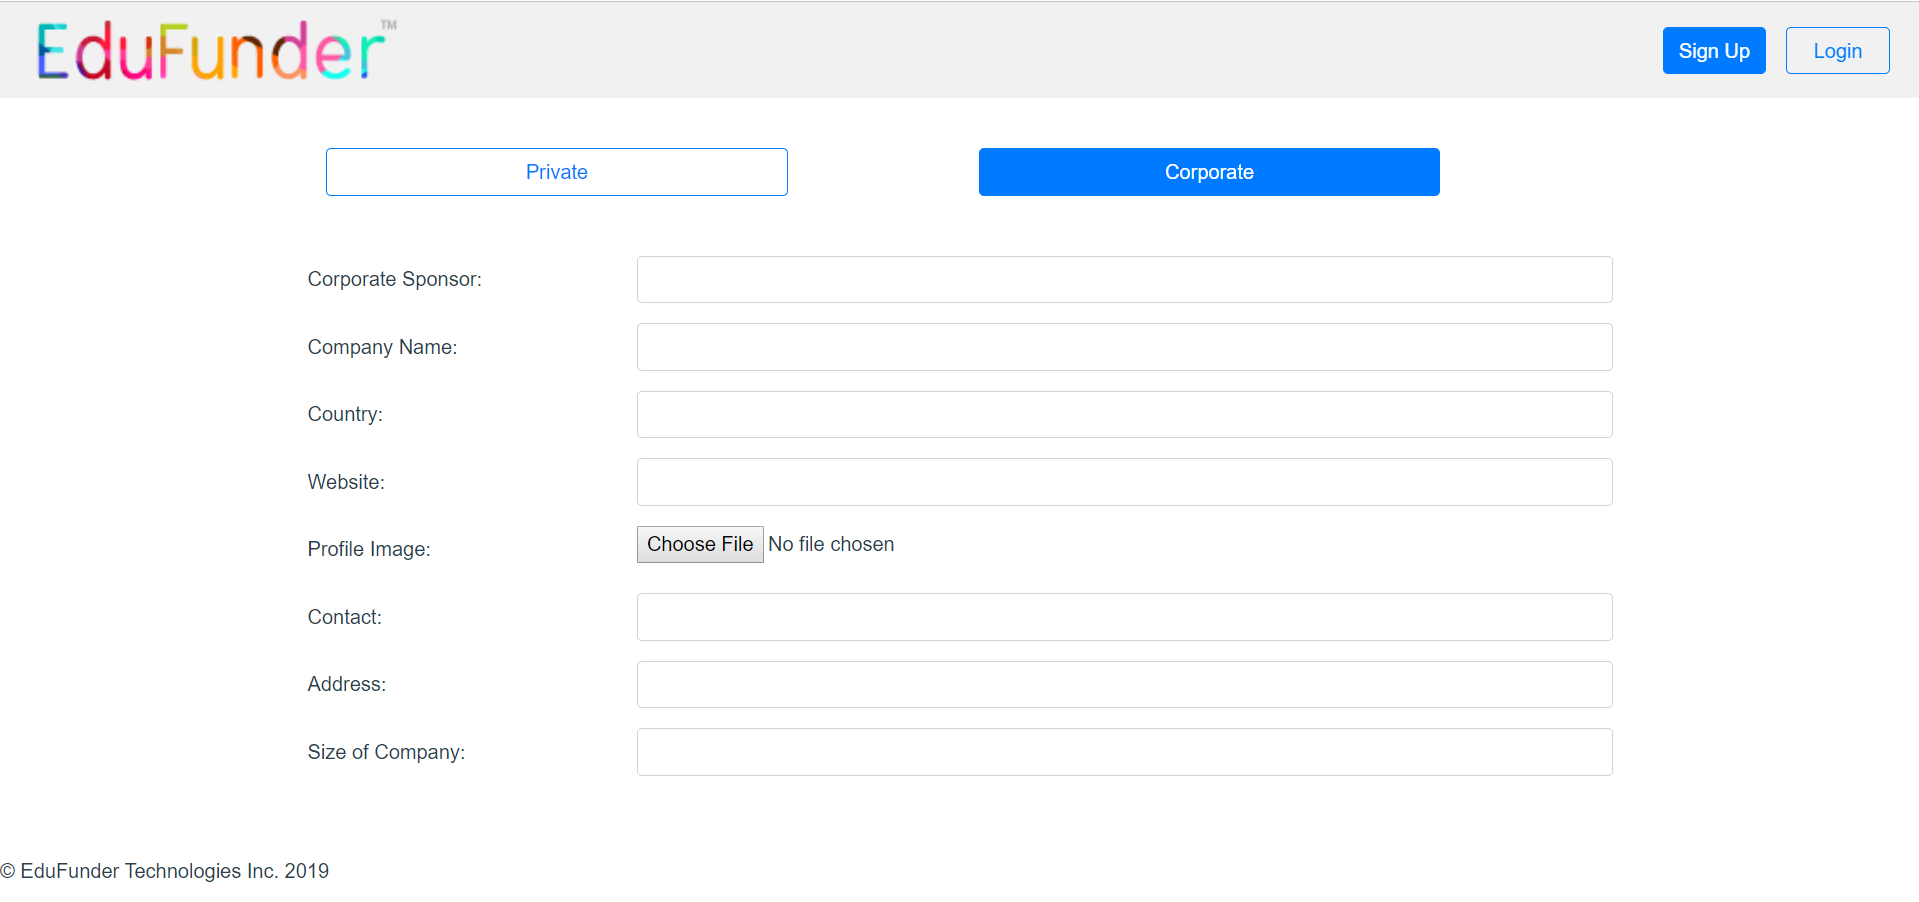 EduFunder™
Sign Up
Login
Private
Corporate
Corporate Sponsor:
Company Name:
Country:
Website:
Profile Image:
Choose File No file chosen
Contact:
Address:
Size of Company:
© EduFunder Technologies Inc. 2019